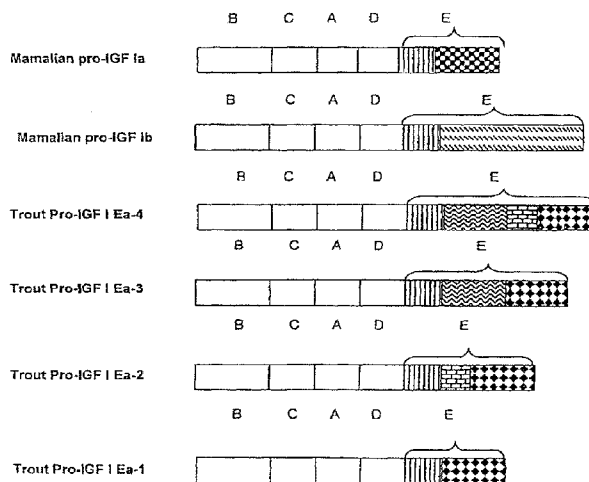 B C A D E
Mamalian pro-IGF Ia
B C A D E
Mamalian pro-IGF Ib
B C A D E
Trout Pro-IGF I Ea-4
B C A D E
Trout Pro-IGF I Ea-3
B C A D E
Trout Pro-IGF I Ea-2
B C A D E
Trout Pro-IGF I Ea-1